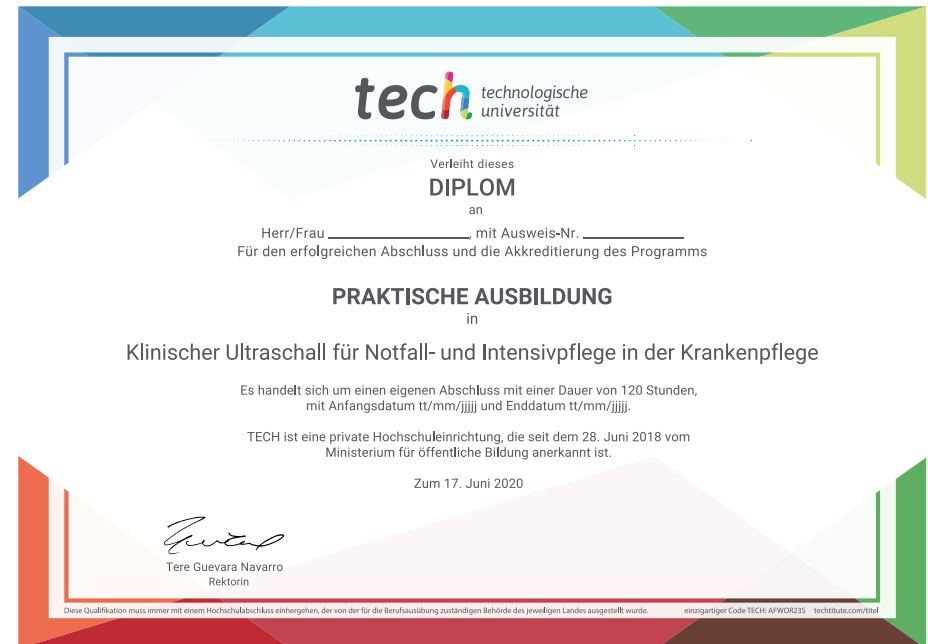 tech technologische
universität
Verleiht dieses
DIPLOM
an
Herr/Frau ____________, mit Ausweis-Nr. ____________
Für den erfolgreichen Abschluss und die Akkreditierung des Programms
PRAKTISCHE AUSBILDUNG
in
Klinischer Ultraschall für Notfall- und Intensivpflege in der Krankenpflege
Es handelt sich um einen eigenen Abschluss mit einer Dauer von 120 Stunden,
mit Anfangsdatum tt/mm/jjjjj und Enddatum tt/mm/jjjjj.
TECH ist eine private Hochschuleinrichtung, die seit dem 28. Juni 2018 vom
Ministerium für öffentliche Bildung anerkannt ist.
Zum 17. Juni 2020
Tere Guevara Navarro
Rektorin
Diese Qualifikation muss immer mit einem Hochschulabschluss einhergehen, der von der für die Berufsausübung zuständigen Behörde des jeweiligen Landes ausgestellt wurde. einzigartiger Code TECH: AFWOR23S techtitute.com/titel